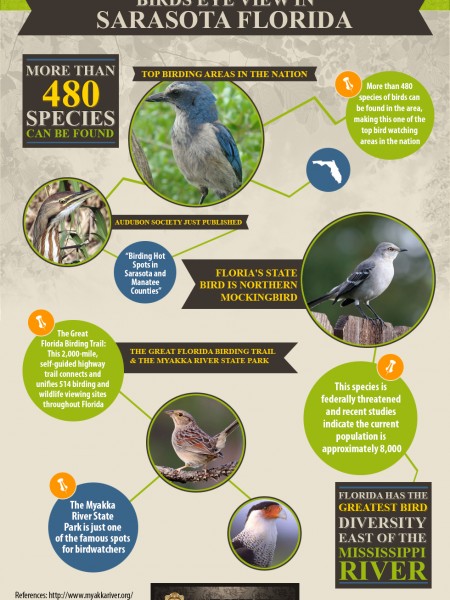 BIRDS EYE VIEW IN
SARASOTA FLORIDA
MORE THAN
480
SPECIES
CAN BE FOUND
TOP BIRDING AREAS IN THE NATION
More than 480
species of birds can
be found in the area,
making this one of the
top bird watching
areas in the nation
AUDUBON SOCIETY JUST PUBLISHED
"Birding Hot
Spots in
Sarasota and
Manatee
Counties"
FLORIA'S STATE
BIRD IS NORTHERN
MOCKINGBIRD
The Great
Florida Birding Trail:
This 2,000-mile,
self-guided highway
trail connects and
unifies 514 birding and
wildlife viewing sites
throughout Florida
THE GREAT FLORIDA BIRDING TRAIL
& THE MYAKKA RIVER STATE PARK
This species is
federally threatened
and recent studies
indicate the current
population is
approximately 8,000
The Myakka
River State
Park is just one
of the famous spots
for birdwatchers
FLORIDA HAS THE
GREATEST BIRD
DIVERSITY
EAST OF THE
MISSISSIPPI
RIVER
References: http://www.myakkariver.org/